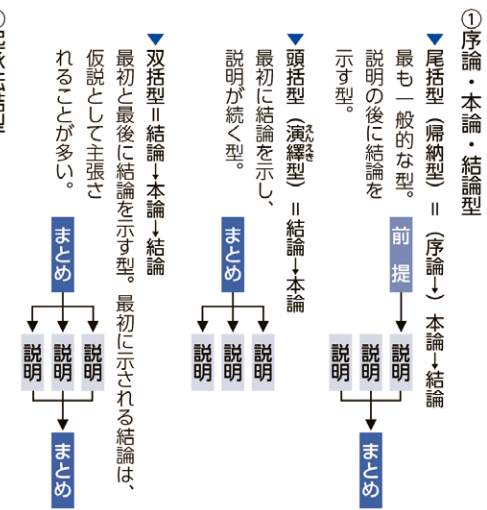 ①序論・本論・結論型
▼尾括型（帰納型）＝（序論→）本論→結論
最も一般的な型。
説明の後に結論を
示す型。
前提
説明
説明
説明
まとめ
▼頭括型（演繹型）＝結論→本論
えんえき
最初に結論を示し、
説明が続く型。
まとめ
説明
説明
説明
▼双括型＝結論→本論→結論
最初と最後に結論を示す型。最初に示される結論は、
仮説として主張さ
れることが多い。
まとめ
説明
説明
説明
まとめ